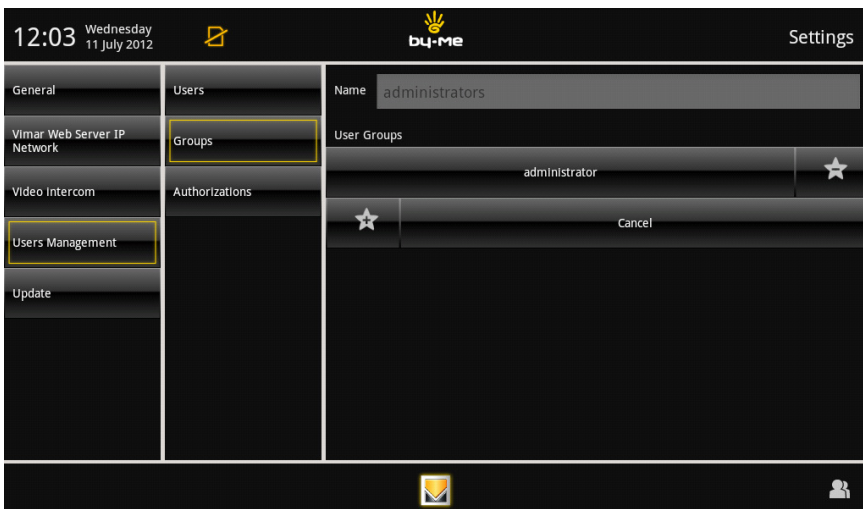 12:03
Wednesday
11 July 2012
by-me
Settings
General
Vimar Web Server IP
Network
Video Intercom
Users Management
Update
Users
Groups
Authorizations
Name
administrators
User Groups
administrator
Cancel